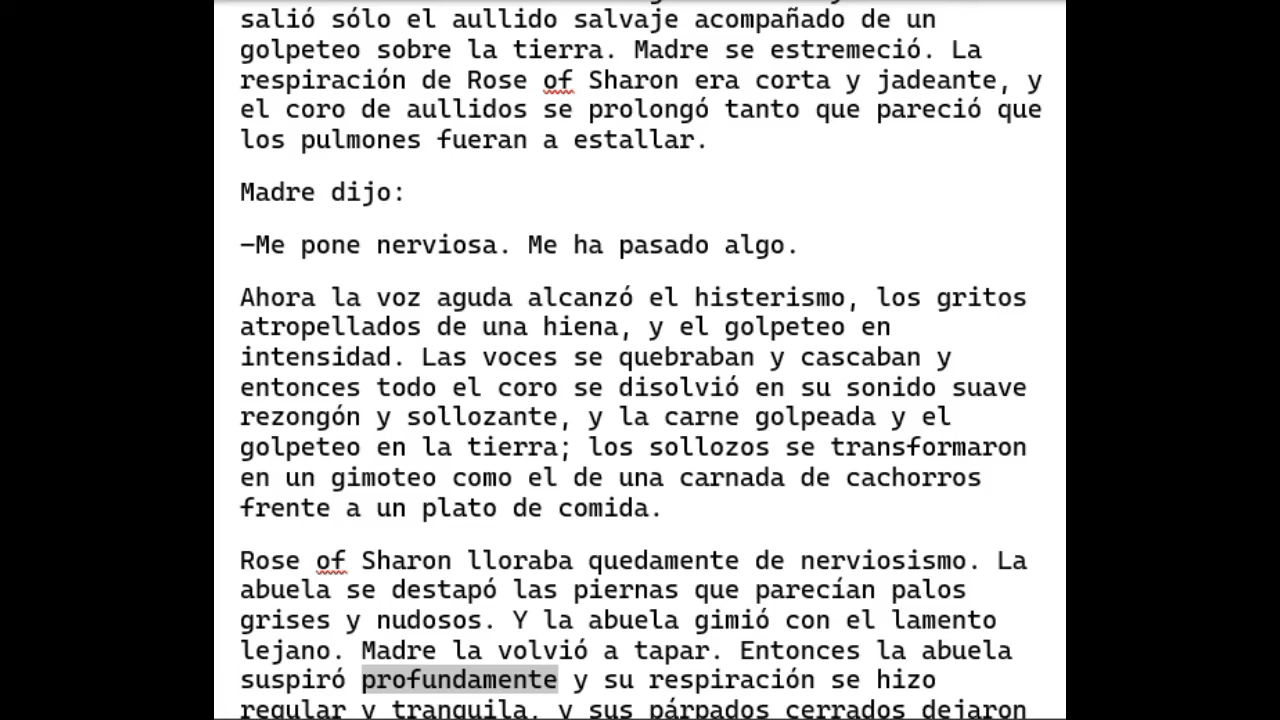 salió sólo el aullido salvaje acompañado de un
golpeteo sobre la tierra. Madre se estremeció. La
respiración de Rose of Sharon era corta y jadeante, y
el coro de aullidos se prolongó tanto que pareció que
los pulmones fueran a estallar.
Madre dijo:
—Me pone nerviosa. Me ha pasado algo.
Ahora la voz aguda alcanzó el histerismo, los gritos
atropellados de una hiena, y el golpeteo en
intensidad. Las voces se quebraban y cascaban y
entonces todo el coro se disolvió en su sonido suave
rezongón y sollozante, y la carne golpeada y el
golpeteo en la tierra; los sollozos se transformaron
en un gimoteo como el de una carnada de cachorros
frente a un plato de comida.
Rose of Sharon lloraba quedamente de nerviosismo. La
abuela se destapó las piernas que parecían palos
grises y nudosos. Y la abuela gimió con el lamento
lejano. Madre la volvió a tapar. Entonces la abuela
suspiró profundamente y su respiración se hizo
regular y tranquila, y sus párpados cerrados dejaron